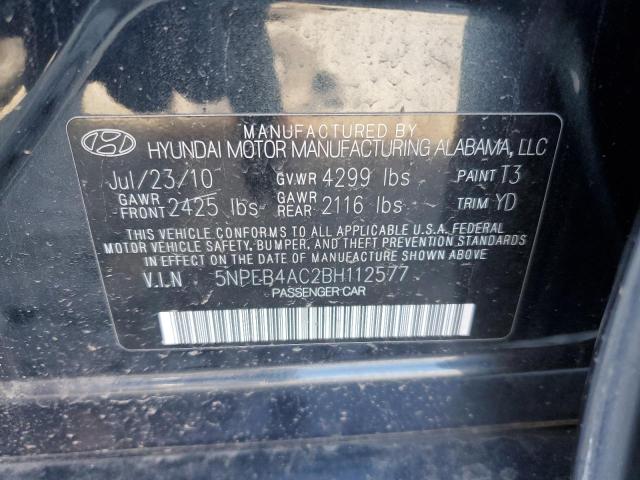 MANUFACTURED BY
HYUNDAI MOTOR MANUFACTURING ALABAMA, LLC
Jul/23/10 G.V.WR 4299 lbs PAINT T3
GAWR FRONT 2425 lbs GAWR REAR 2116 lbs TRIM YD
THIS VEHICLE CONFORMS TO ALL APPLICABLE U.S.A. FEDERAL
MOTOR VEHICLE SAFETY, BUMPER, AND THEFT PREVENTION
STANDARDS IN EFFECT ON THE DATE OF MANUFACTURE SHOWN ABOVE
V.I.N 5NPEB4AC2BH112577
PASSENGER CAR